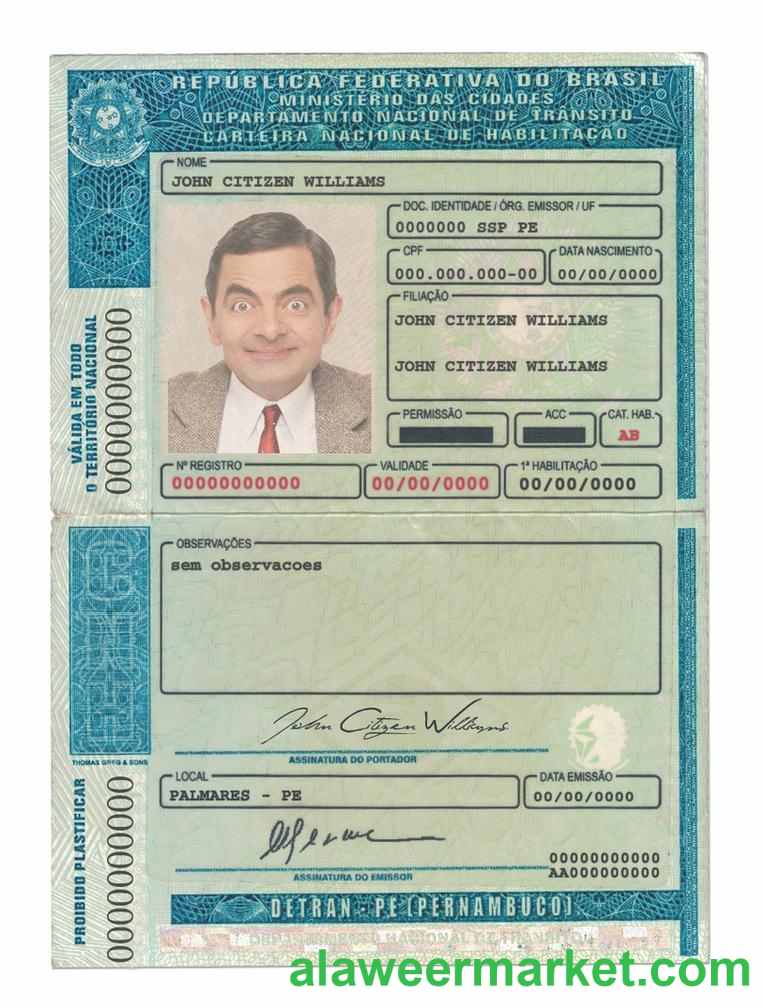 REPÚBLICA FEDERATIVA DO BRASIL
MINISTÉRIO DAS CIDADES
DEPARTAMENTO NACIONAL DE TRÂNSITO
CARTEIRA NACIONAL DE HABILITAÇÃO
NOME
JOHN CITIZEN WILLIAMS
DOC. IDENTIDADE / ÓRG. EMISSOR / UF
0000000 SSP PE
CPF
000.000.000-00
DATA NASCIMENTO
00/00/0000
FILIAÇÃO
JOHN CITIZEN WILLIAMS
JOHN CITIZEN WILLIAMS
PERMISSÃO
ACC
CAT. HAB.
AB
Nº REGISTRO
00000000000
VALIDADE
00/00/0000
1ª HABILITAÇÃO
00/00/0000
VÁLIDA EM TODO
O TERRITÓRIO NACIONAL
0000000000
OBSERVAÇÕES
sem observacoes
CNH
THOMAS GREG & SONS
John Citizen Williams
ASSINATURA DO PORTADOR
LOCAL
PALMARES - PE
DATA EMISSÃO
00/00/0000
ASSINATURA DO EMISSOR
00000000000
AA000000000
PROIBIDO PLASTIFICAR
0000000000
DETRAN-PE (PERNAMBUCO)
alaweermarket.com